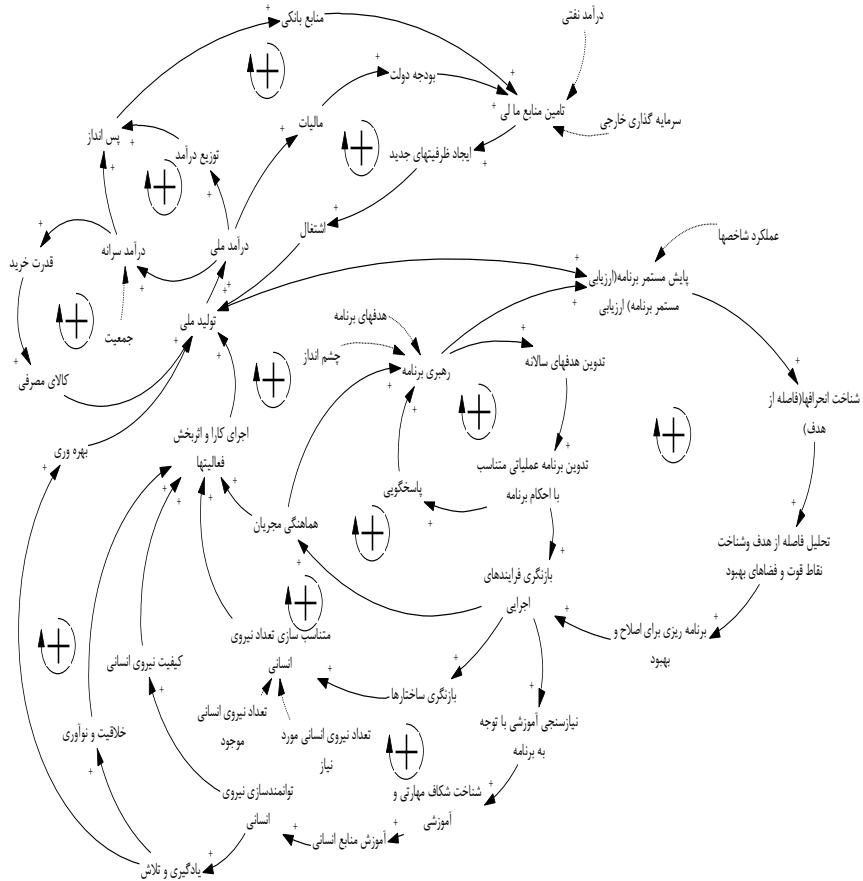 منابع بانکی
درآمد نفتی
بودجه دولت
تامین منابع ما لی
سرمایه گذاری خارجی
مالیات
پس انداز
توزیع درآمد
ایجاد ظرفیتهای جدید
اشتغال
درآمد ملی
درآمد سرانه
قدرت خرید
عملکرد شاخصها
پایش مستمر برنامه(ارزیابی
مستمر برنامه) ارزیابی
تولید ملی
هدفهای برنامه
جمعیت
چشم انداز
رهبری برنامه
تدوین هدفهای سالانه
کالای مصرفی
شناخت انحرافها(فاصله از
هدف)
اجرای کارا و اثربخش
فعالیتها
بهره وری
تدوین برنامه عملیاتی متناسب
با احکام برنامه
پاسخگویی
هماهنگی مجریان
تحلیل فاصله از هدف وشناخت
نقاط قوت و فضاهای بهبود
بازنگری فرایندهای
اجرایی
برنامه ریزی برای اصلاح و
بهبود
متناسب سازی تعداد نیروی
انسانی
کیفیت نیروی انسانی
بازنگری ساختارها
تعداد نیروی انسانی
موجود
تعداد نیروی انسانی مورد
نیاز
نیازسنجی آموزشی با توجه
به برنامه
خلاقیت و نوآوری
شناخت شکاف مهارتی و
آموزشی
توانمندسازی نیروی
انسانی
آموزش منابع انسانی
یادگیری و تلاش